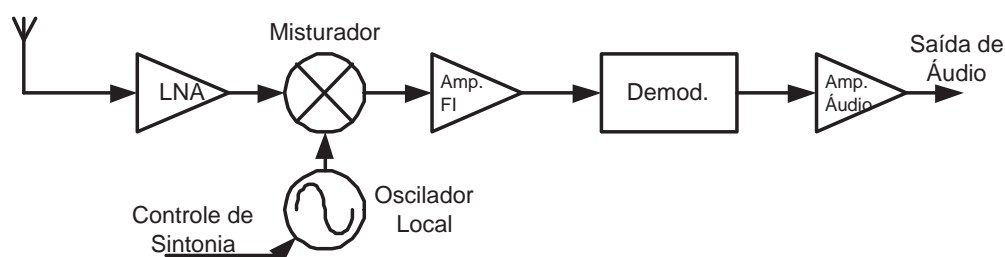 Misturador
LNA
Amp.
FI
Demod.
Amp.
Áudio
Saída de
Áudio
Oscilador
Local
Controle de
Sintonia